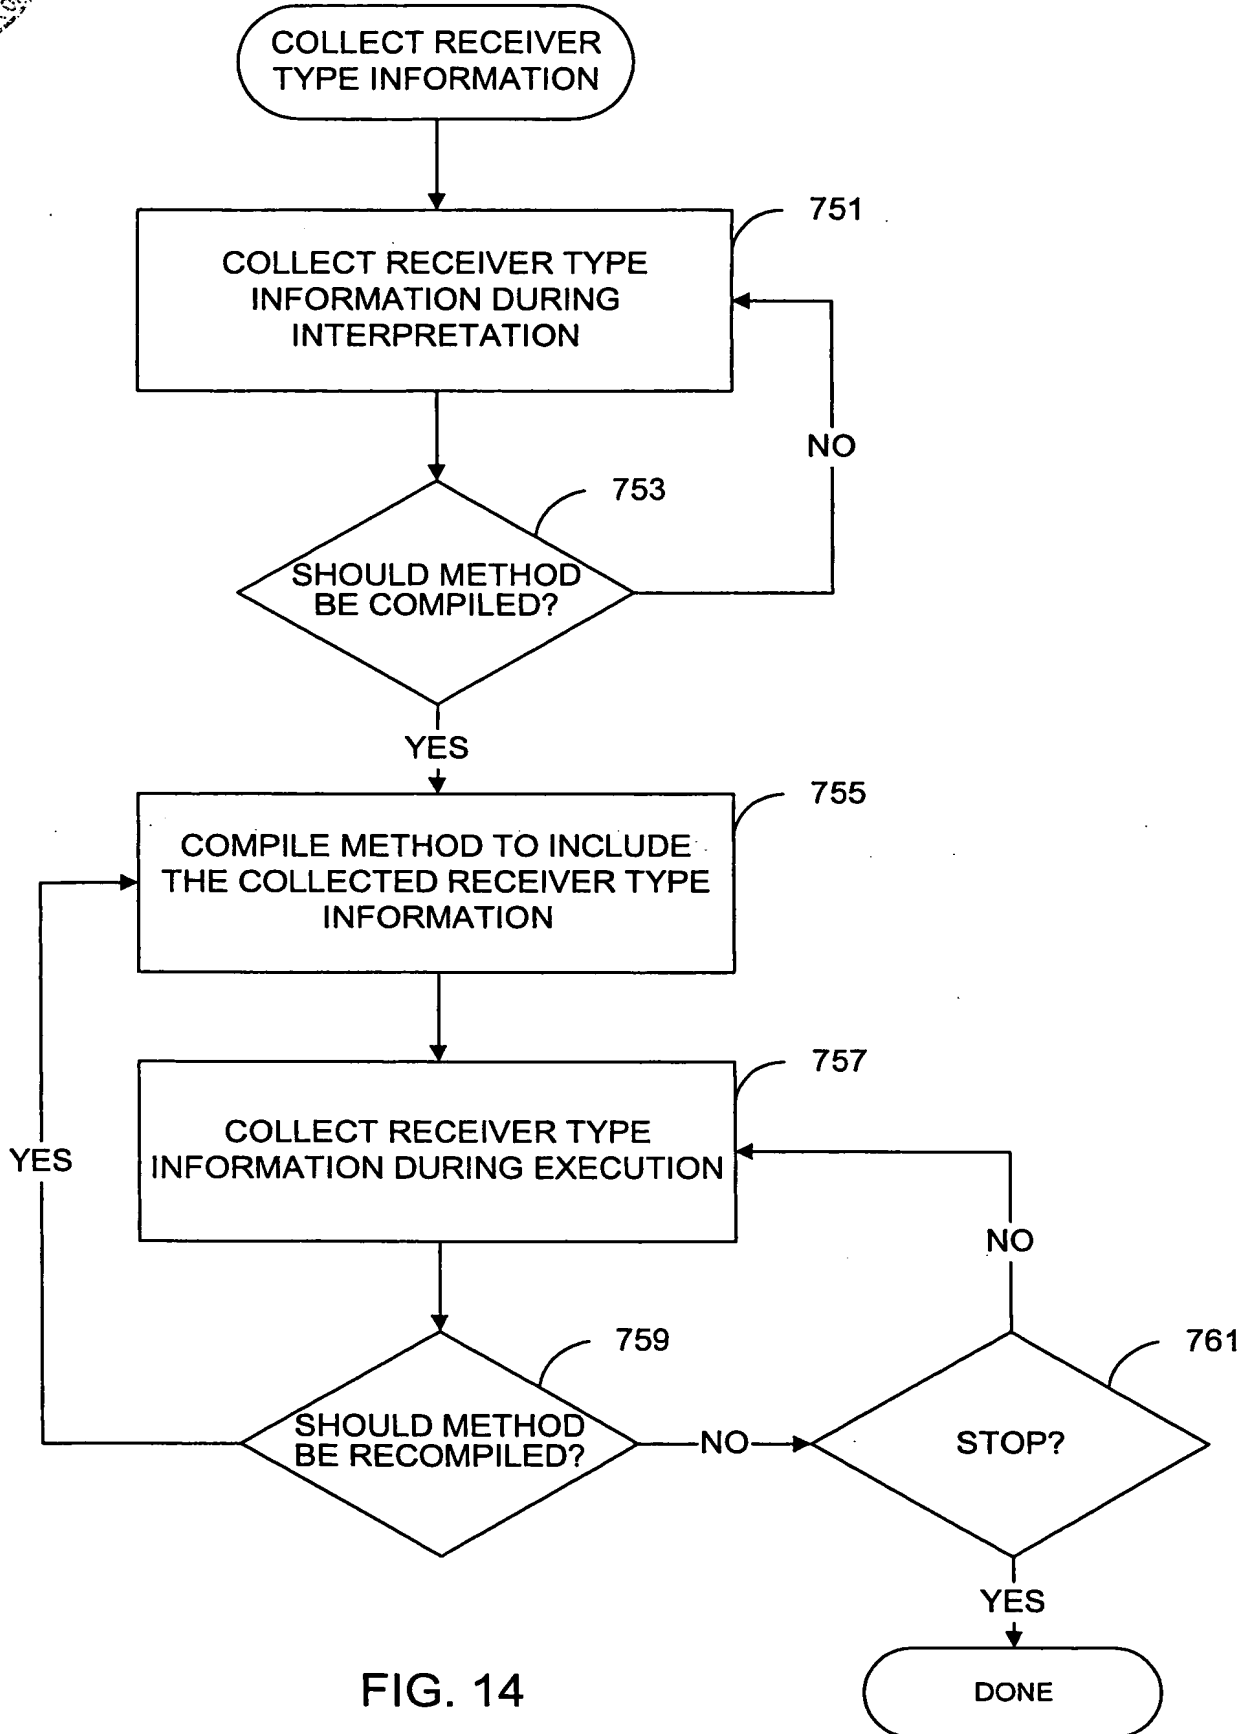 COLLECT RECEIVER
TYPE INFORMATION
751
COLLECT RECEIVER TYPE
INFORMATION DURING
INTERPRETATION
NO
753
SHOULD METHOD
BE COMPILED?
YES
755
COMPILE METHOD TO INCLUDE
THE COLLECTED RECEIVER TYPE
INFORMATION
757
COLLECT RECEIVER TYPE
INFORMATION DURING EXECUTION
YES
NO
759
761
SHOULD METHOD
BE RECOMPILED?
NO
STOP?
YES
DONE
FIG. 14